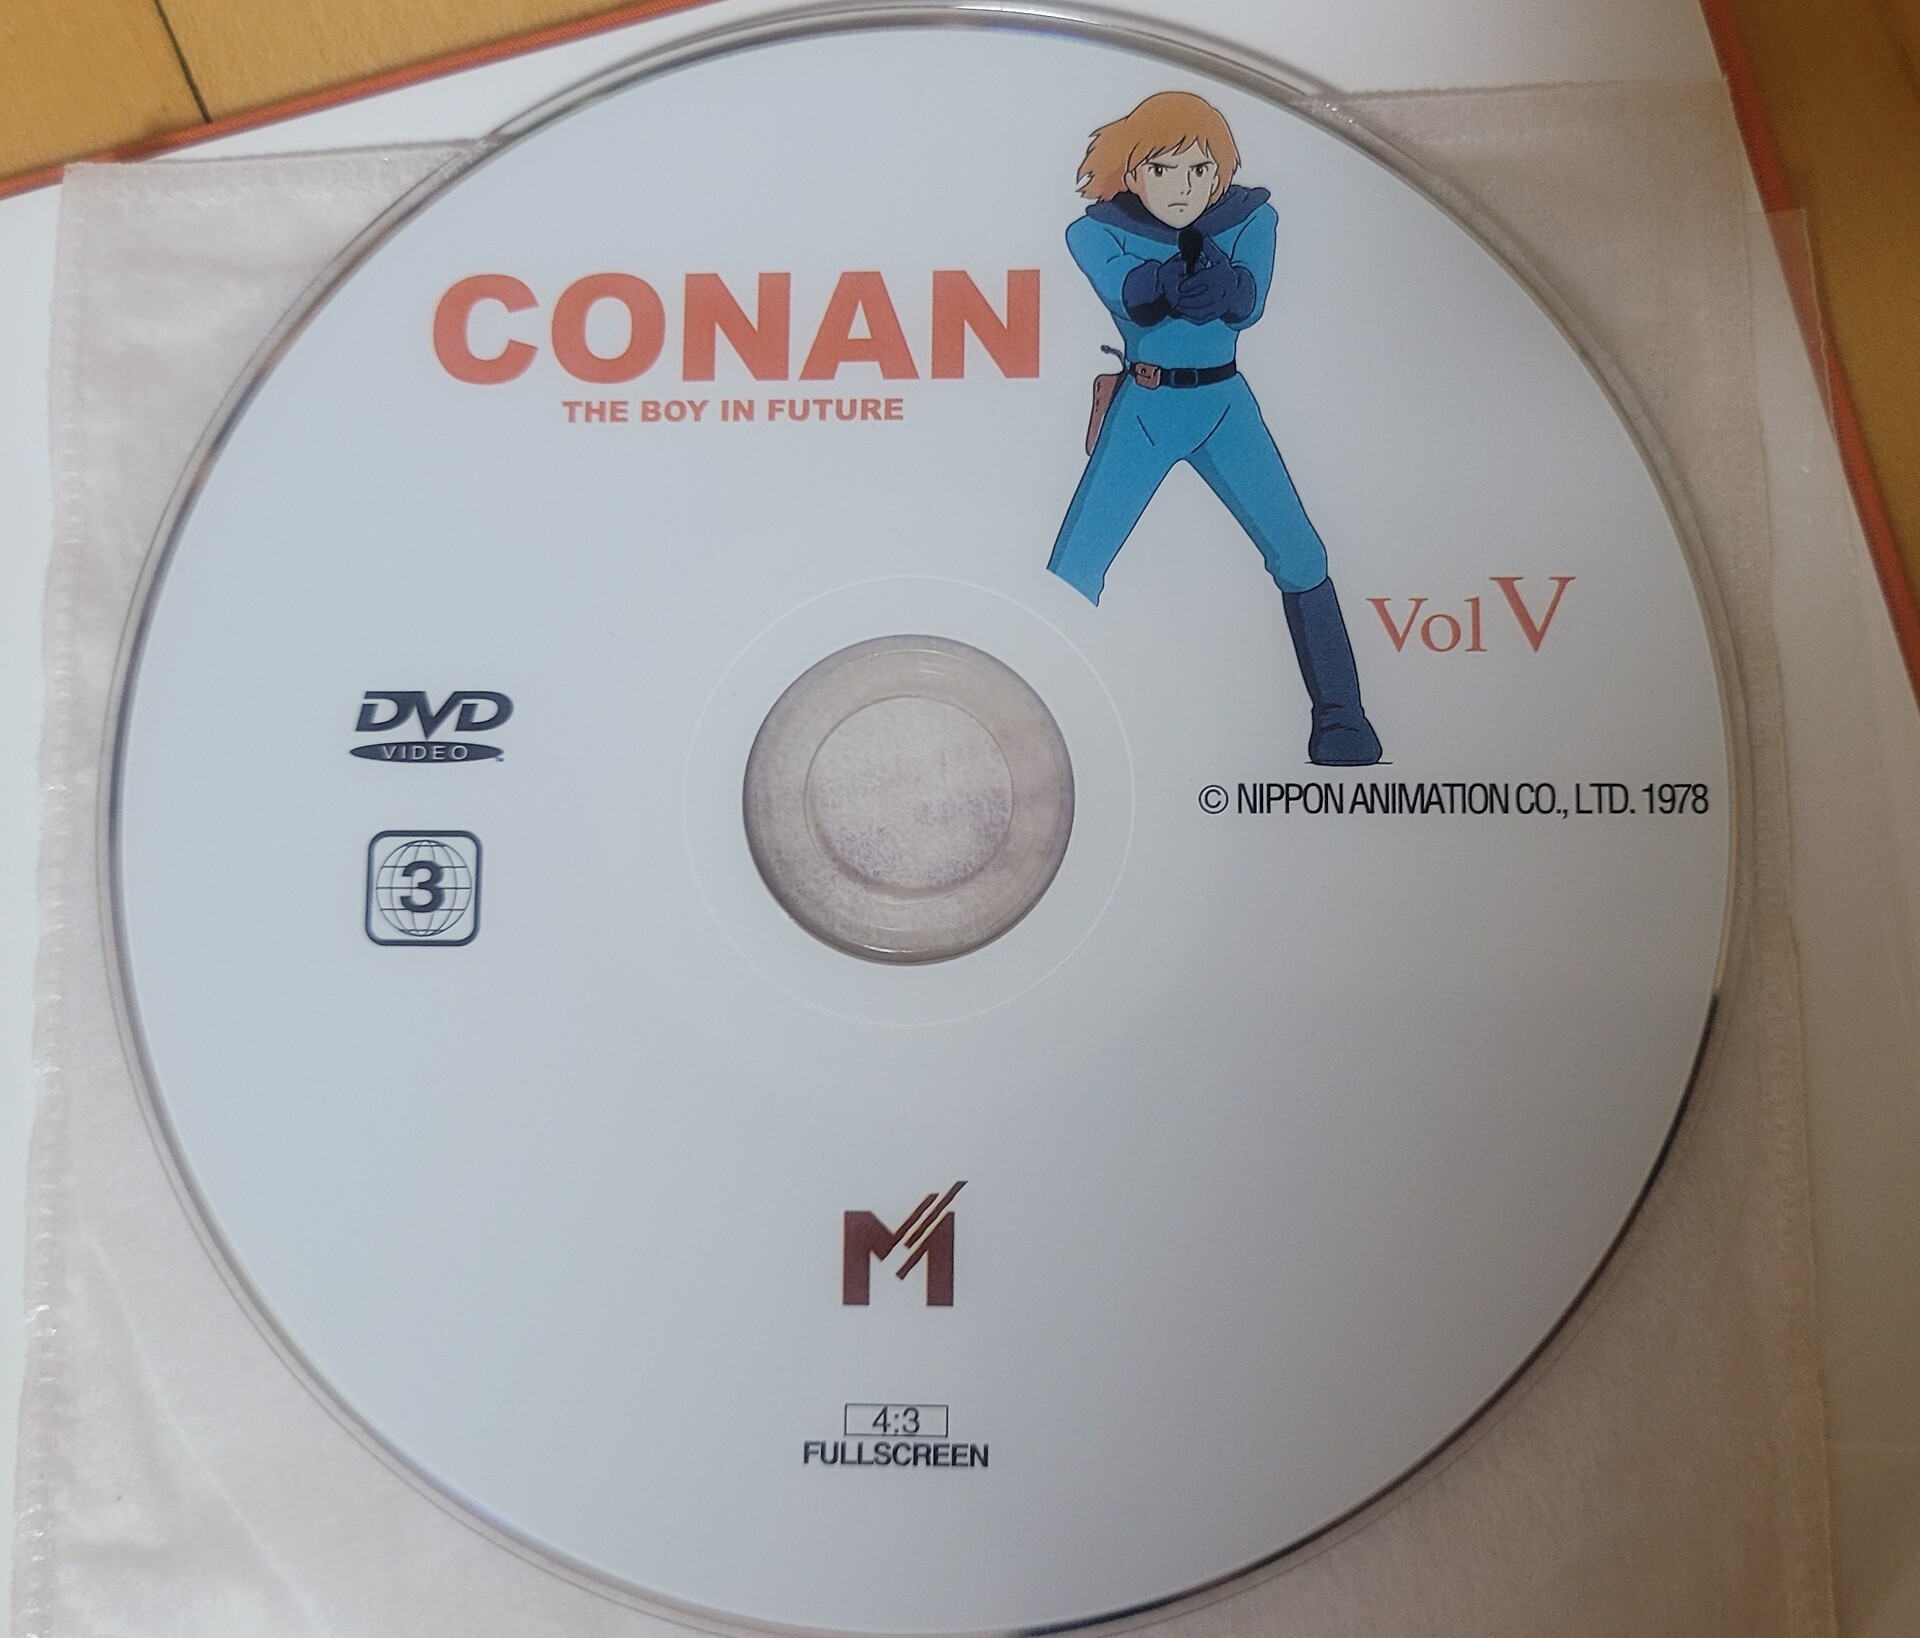 CONAN
THE BOY IN FUTURE
Vol V
DVD
VIDEO
© NIPPON ANIMATION CO., LTD. 1978
3
M
4:3
FULLSCREEN